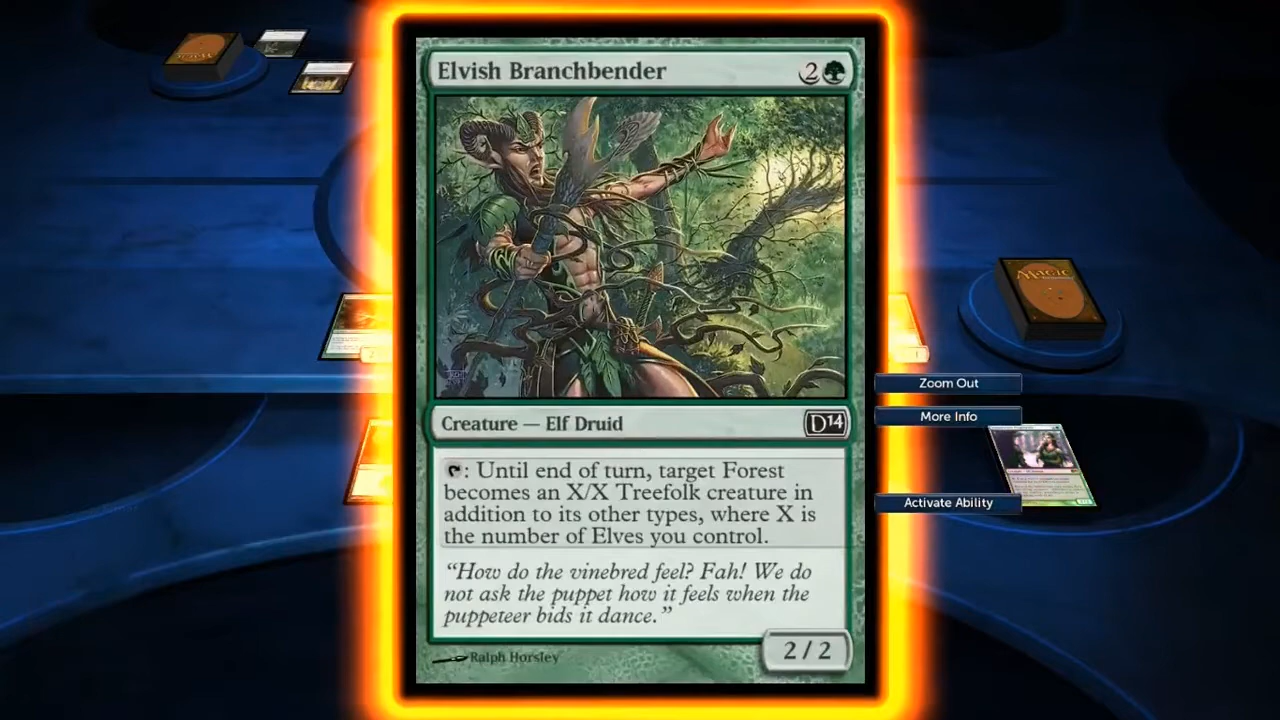 Elvish Branchbender
2
Creature — Elf Druid
D14
: Until end of turn, target Forest
becomes an X/X Treefolk creature in
addition to its other types, where X is
the number of Elves you control.
“How do the vinebred feel? Fah! We do
not ask the puppet how it feels when the
puppeteer bids it dance.”
2 / 2
Ralph Horsley
MAGIC
Zoom Out
More Info
Activate Ability